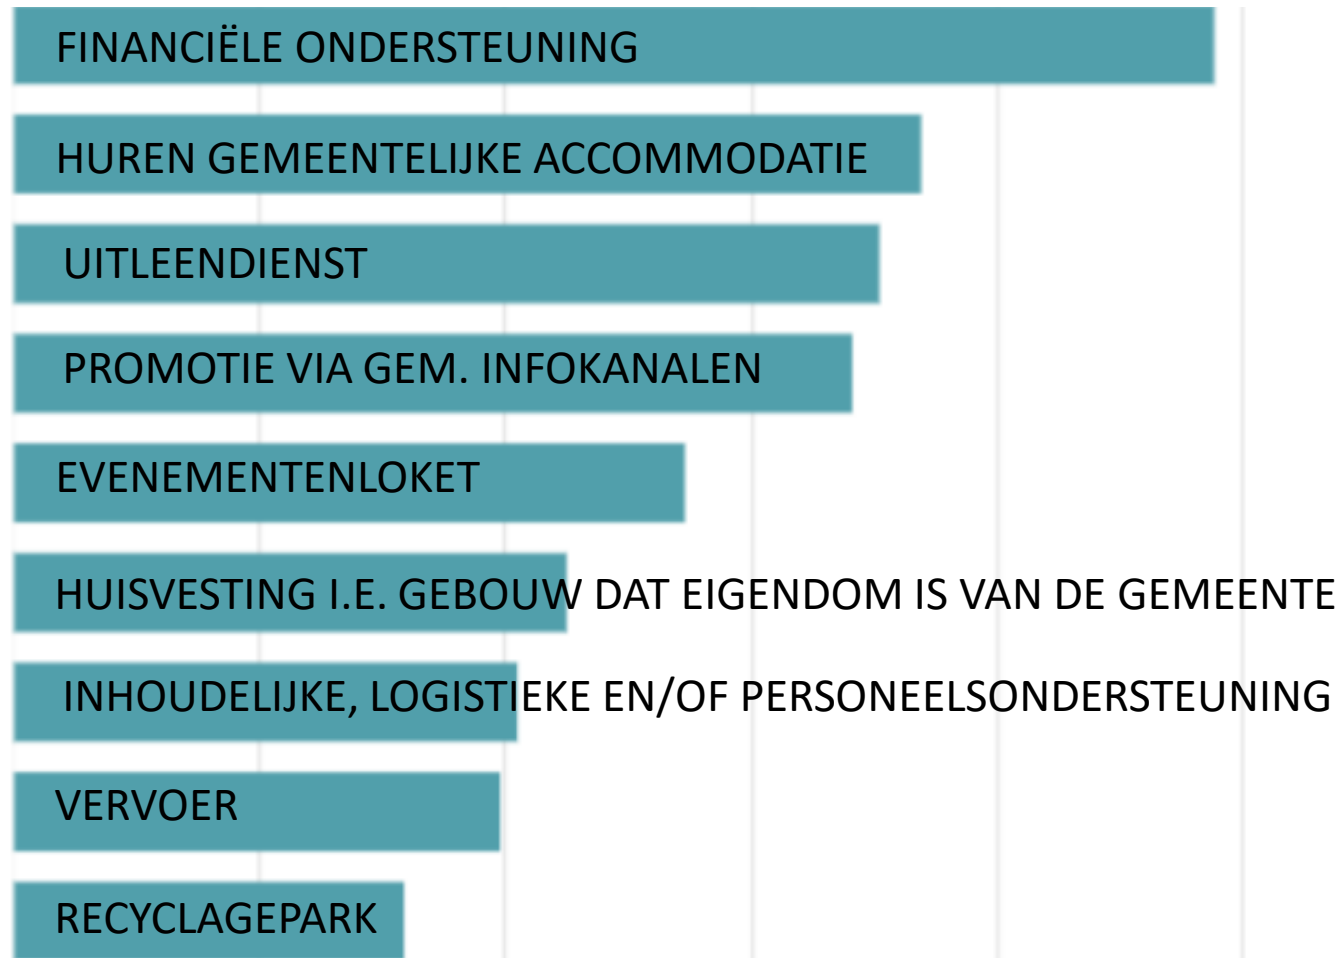 FINANCIËLE ONDERSTEUNING
HUREN GEMEENTELIJKE ACCOMMODATIE
UITLEENDIENST
PROMOTIE VIA GEM. INFOKANALEN
EVENEMENTENLOKET
HUISVESTING I.E. GEBOUW DAT EIGENDOM IS VAN DE GEMEENTE
INHOUDELIJKE, LOGISTIEKE EN/OF PERSONEELSONDERSTEUNING
VERVOER
RECYCLAGEPARK